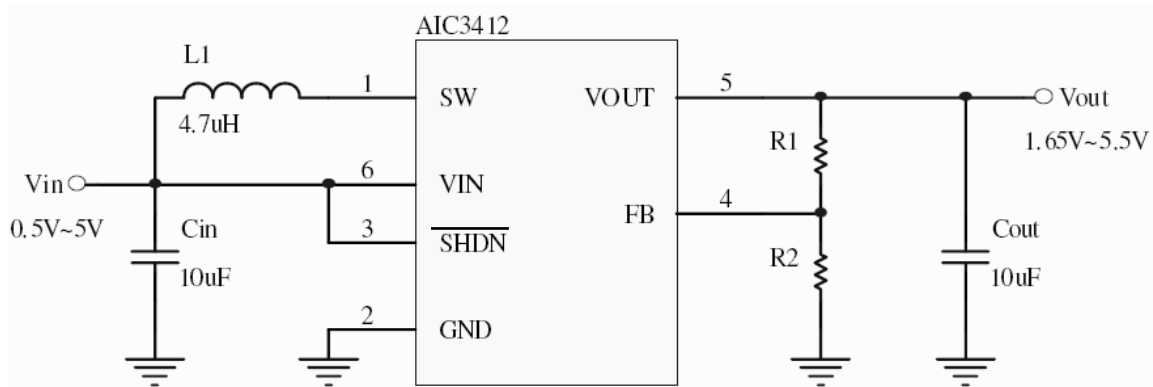 AIC3412
L1
4.7uH
1
SW
VOUT
5
Vout
1.65V~5.5V
R1
Vin
0.5V~5V
6
VIN
4
FB
3
SHDN
Cin
10uF
R2
Cout
10uF
2
GND